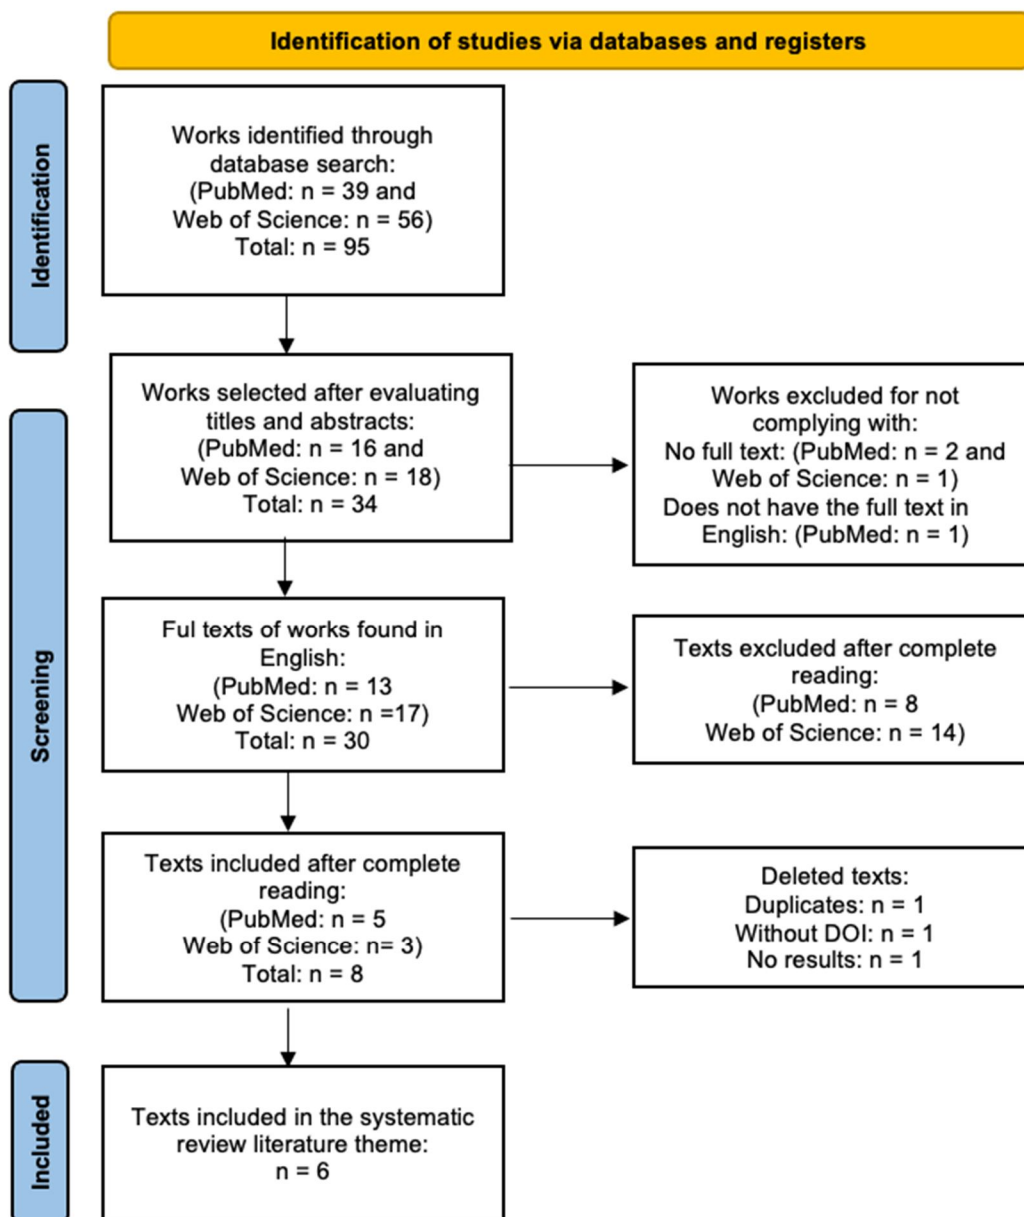 Identification of studies via databases and registers
Identification
Works identified through
database search:
(PubMed: n = 39 and
Web of Science: n = 56)
Total: n = 95
Screening
Works selected after evaluating
titles and abstracts:
(PubMed: n = 16 and
Web of Science: n = 18)
Total: n = 34
Works excluded for not
complying with:
No full text: (PubMed: n = 2 and
Web of Science: n = 1)
Does not have the full text in
English: (PubMed: n = 1)
Ful texts of works found in
English:
(PubMed: n = 13
Web of Science: n =17)
Total: n = 30
Texts excluded after complete
reading:
(PubMed: n = 8
Web of Science: n = 14)
Texts included after complete
reading:
(PubMed: n = 5
Web of Science: n= 3)
Total: n = 8
Deleted texts:
Duplicates: n = 1
Without DOI: n = 1
No results: n = 1
Included
Texts included in the systematic
review literature theme:
n = 6